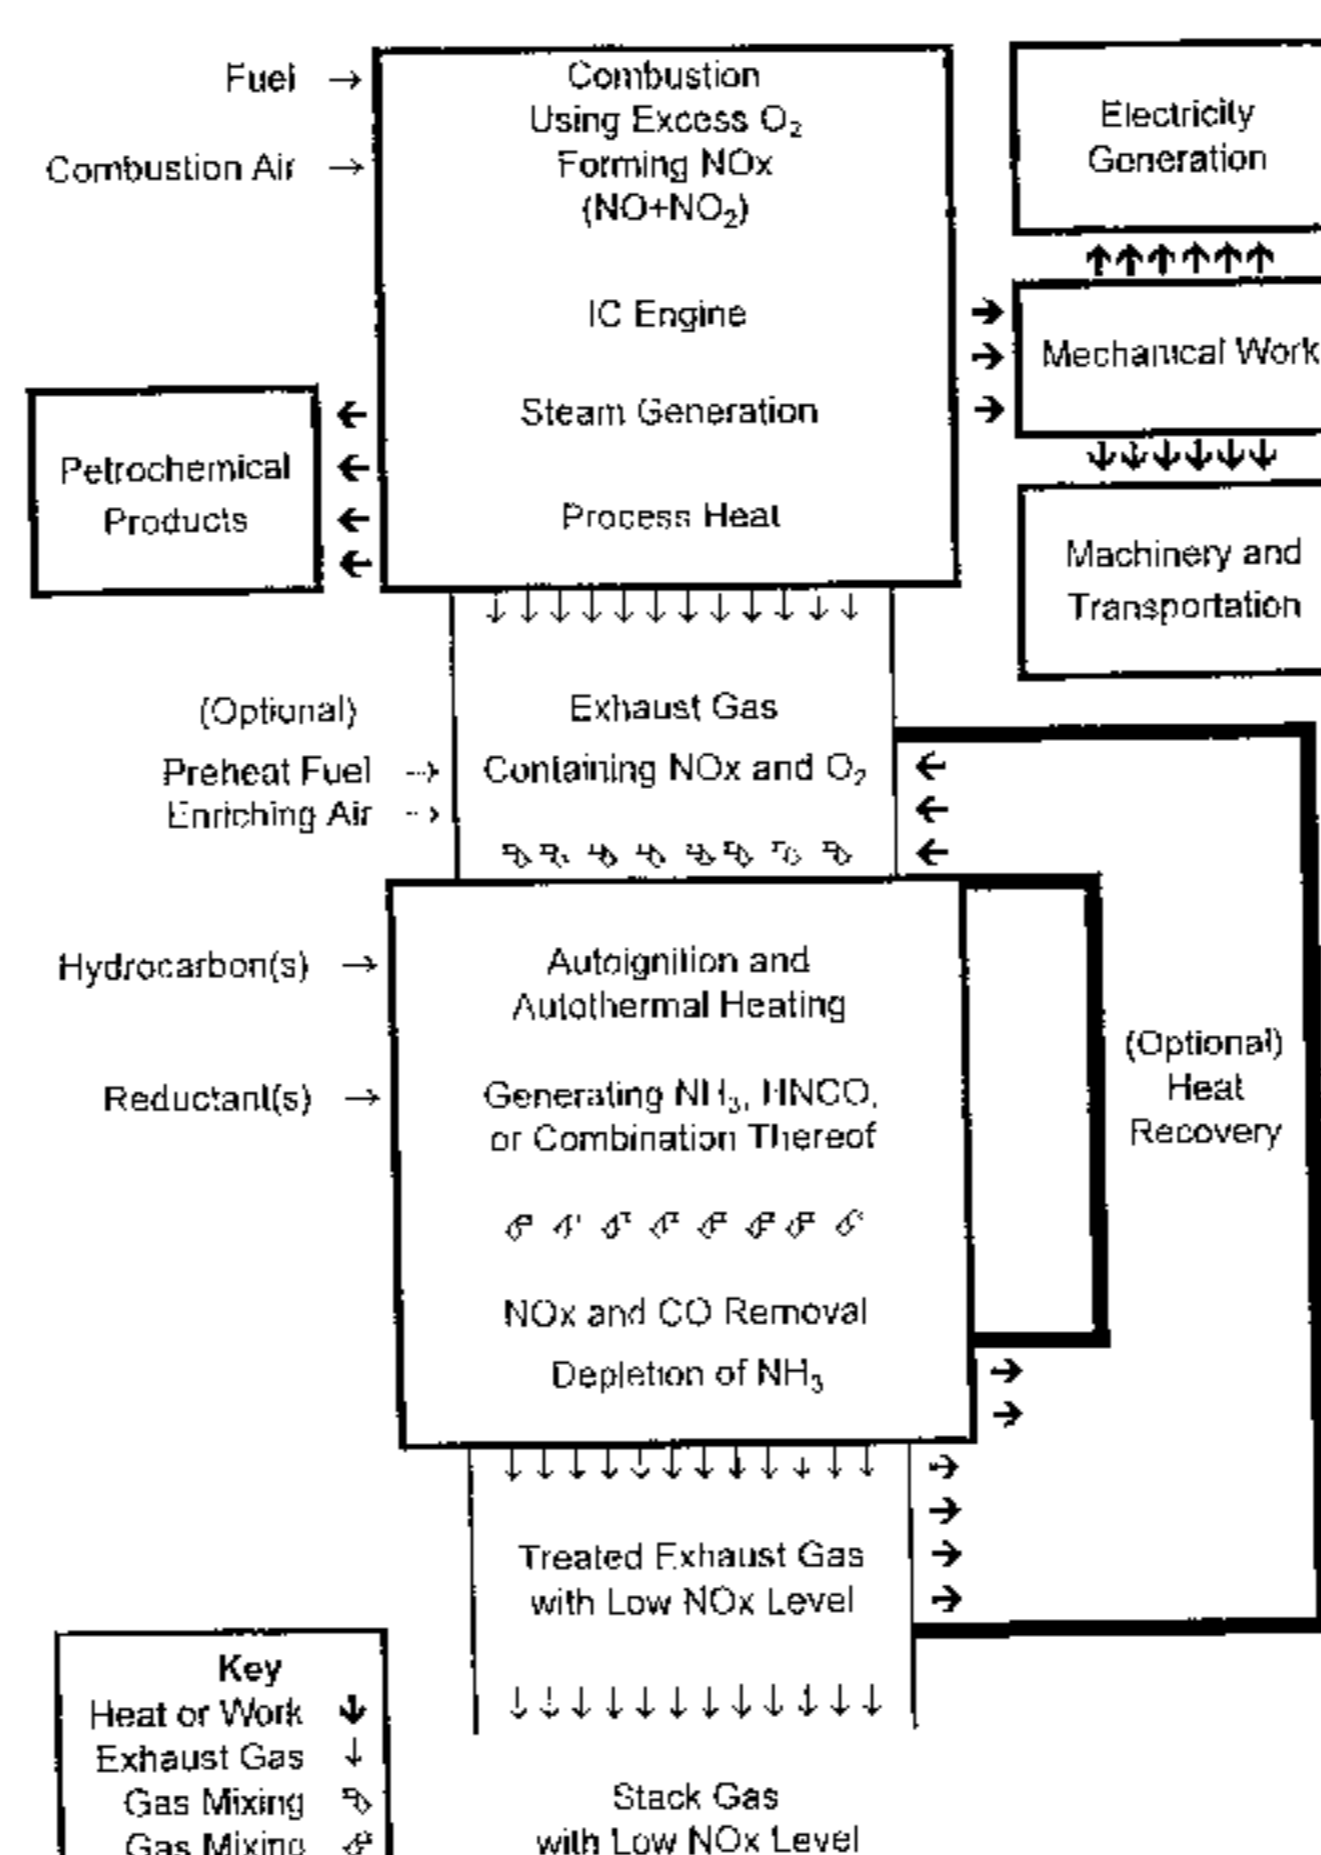 Fuel →
Combustion Air →
Combustion
Using Excess O₂
Forming NOx
(NO+NO₂)
IC Engine
Steam Generation
Process Heat
Electricity
Generation
Mechanical Work
Machinery and
Transportation
Petrochemical
Products
(Optional)
Preheat Fuel
Enriching Air
Exhaust Gas
Containing NOx and O₂
Hydrocarbon(s) →
Reductant(s) →
Autoignition and
Autothermal Heating
Generating NH₃, HNCO,
or Combination Thereof
NOx and CO Removal
Depletion of NH₃
(Optional)
Heat
Recovery
Treated Exhaust Gas
with Low NOx Level
Stack Gas
with Low NOx Level
Key
Heat or Work
Exhaust Gas ↓
Gas Mixing
Gas Mixing